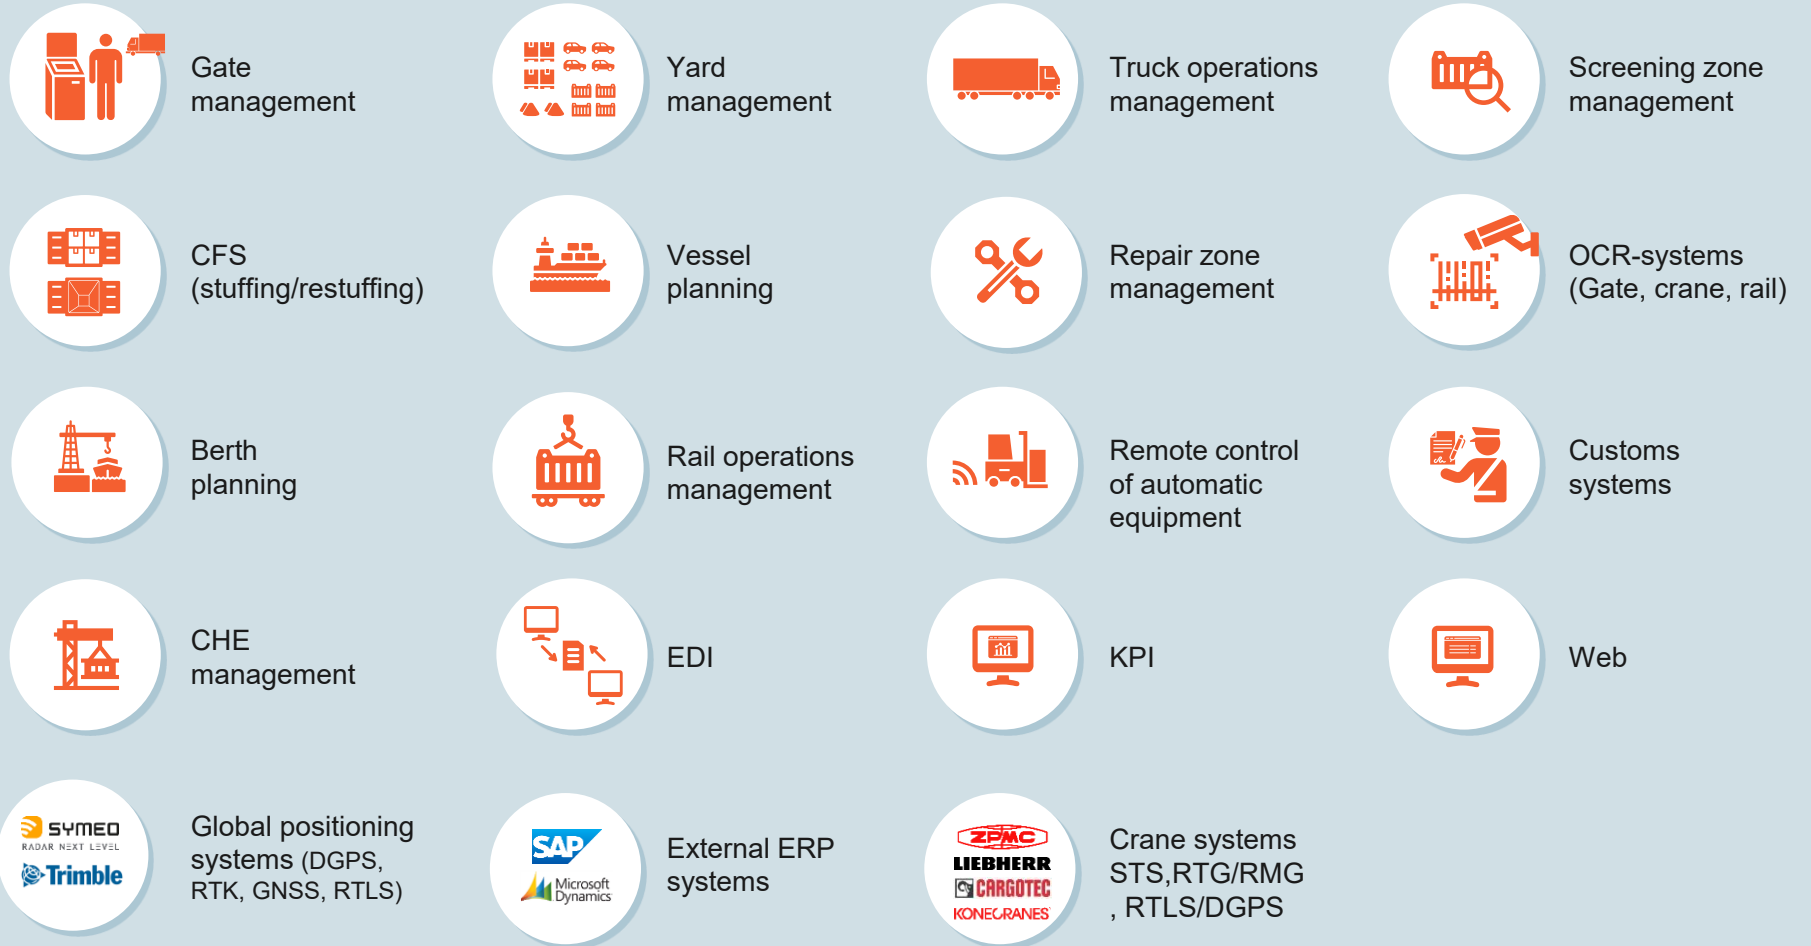 Gate
management
Yard
management
Truck operations
management
Screening zone
management
CFS
(stuffing/restuffing)
Vessel
planning
Repair zone
management
OCR-systems
(Gate, crane, rail)
Berth
planning
Rail operations
management
Remote control
of automatic
equipment
Customs
systems
CHE
management
EDI
KPI
Web
SYMEO
RADAR NEXT LEVEL
Trimble
Global positioning
systems (DGPS,
RTK, GNSS, RTLS)
SAP
Microsoft
Dynamics
External ERP
systems
ZPMC
LIEBHERR
CARGOTEC
KONECRANES
Crane systems
STS,RTG/RMG
, RTLS/DGPS